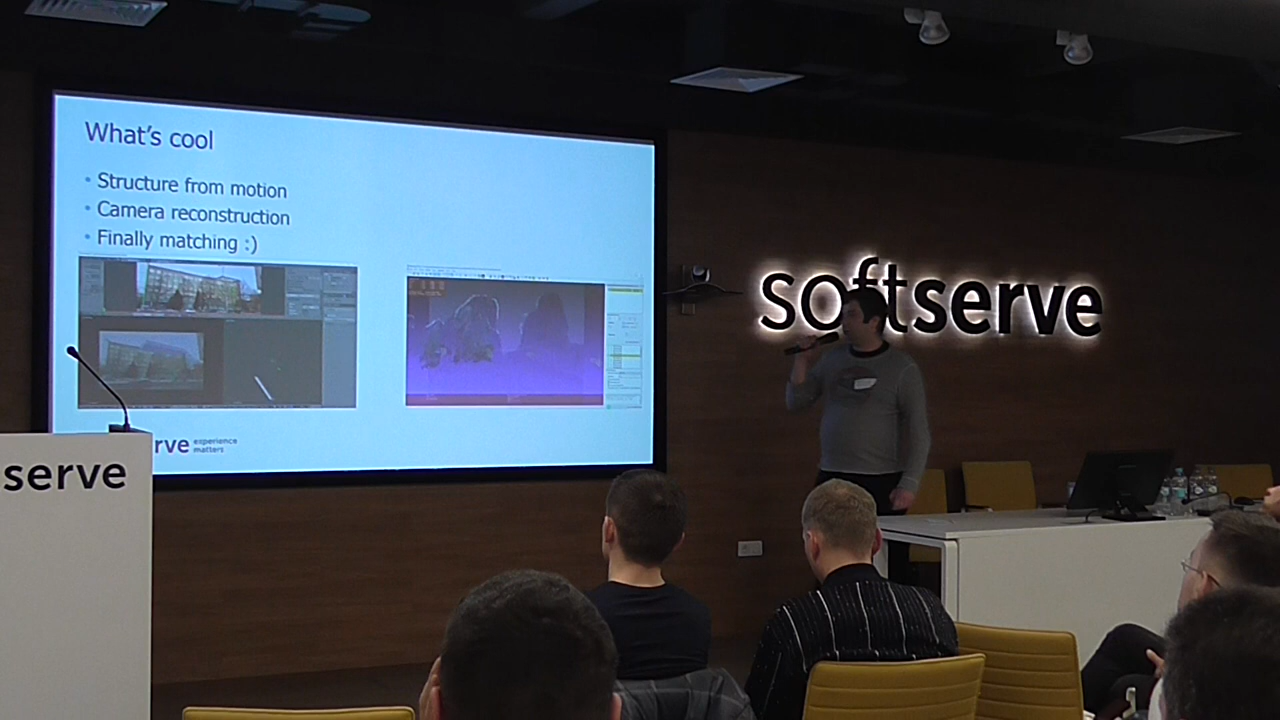 What's cool
• Structure from motion
• Camera reconstruction
• Finally matching :)
rve experience
matters
softserve
serve